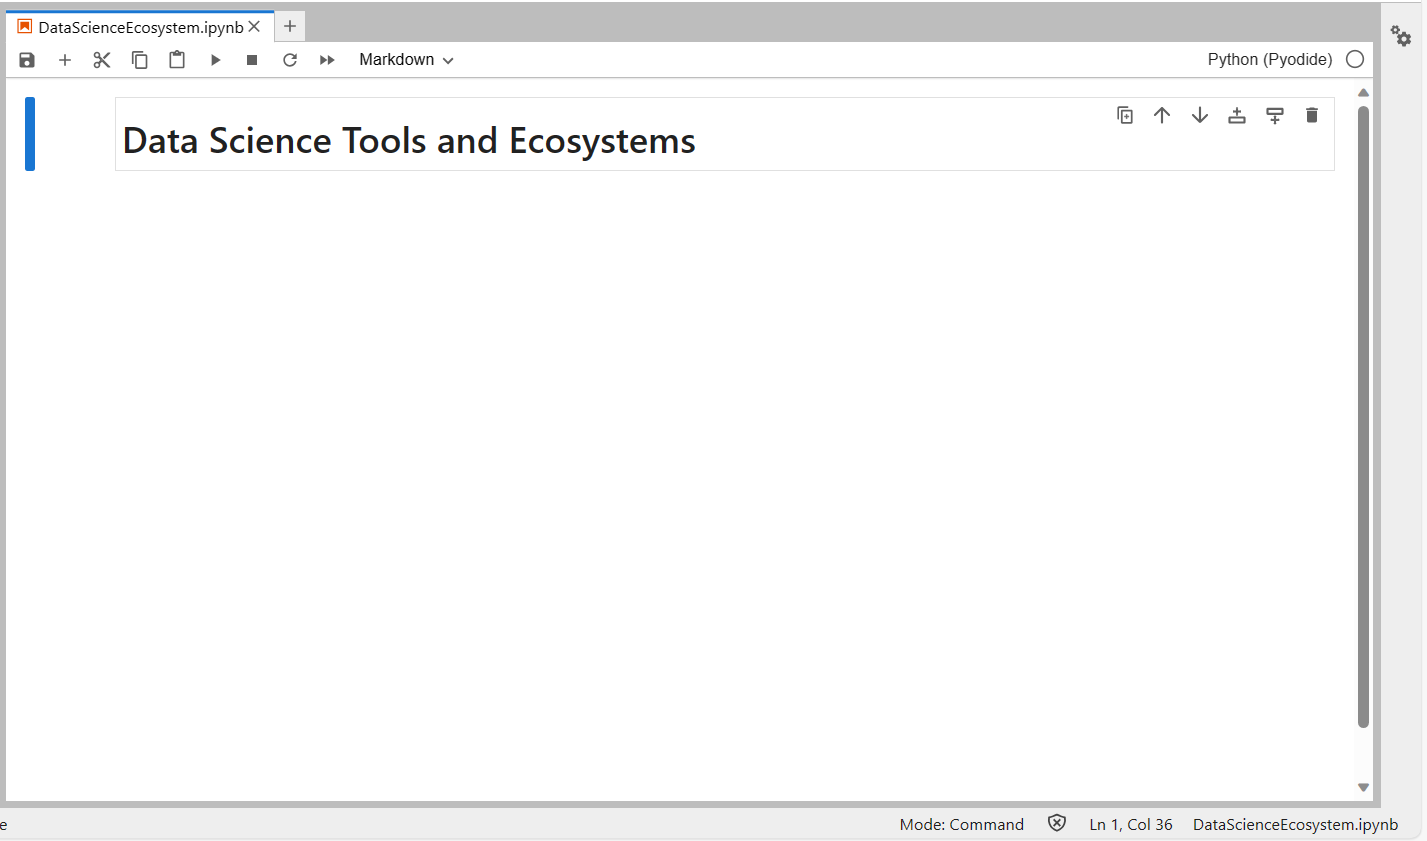 DataScienceEcosystem.ipynb
Markdown
Python (Pyodide)
Data Science Tools and Ecosystems
e
Mode: Command
Ln 1, Col 36
DataScienceEcosystem.ipynb